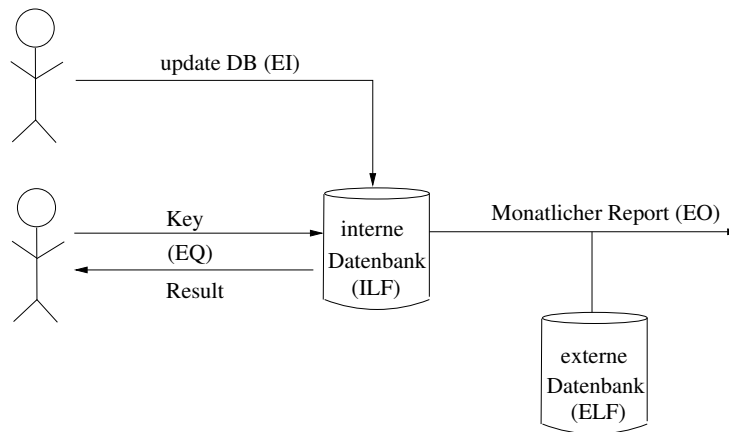 update DB (EI)
Key
(EQ)
Result
interne
Datenbank
(ILF)
Monatlicher Report (EO)
externe
Datenbank
(ELF)